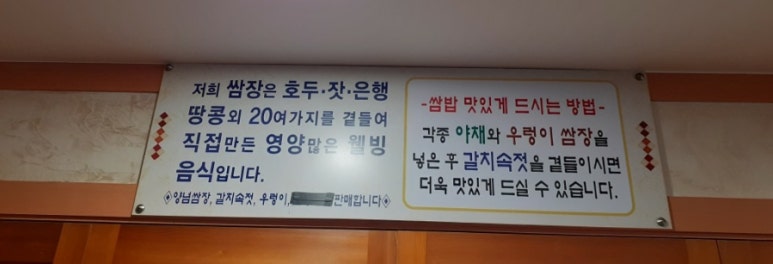 저희 쌈장은 호두·잣·은행
땅콩외 20여가지를 곁들여
직접만든 영양많은 웰빙
음식입니다.
◈양념쌈장, 갈치속젓, 우렁이, 판매합니다◈
-쌈밥 맛있게 드시는 방법-
각종 야채와 우렁이 쌈장을
넣은 후 갈치속젓을 곁들이시면
더욱 맛있게 드실 수 있습니다.